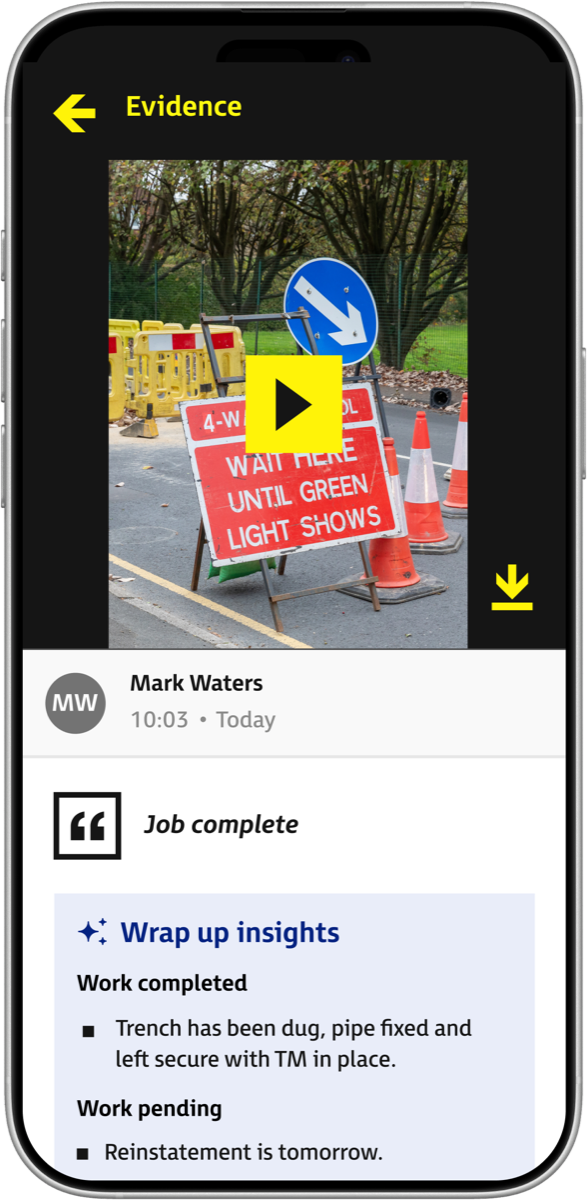 Evidence
4-W OL
WAIT HERE
UNTIL GREEN
LIGHT SHOWS
MW
Mark Waters
10:03 • Today
Job complete
Wrap up insights
Work completed
Trench has been dug, pipe fixed and
left secure with TM in place.
Work pending
Reinstatement is tomorrow.